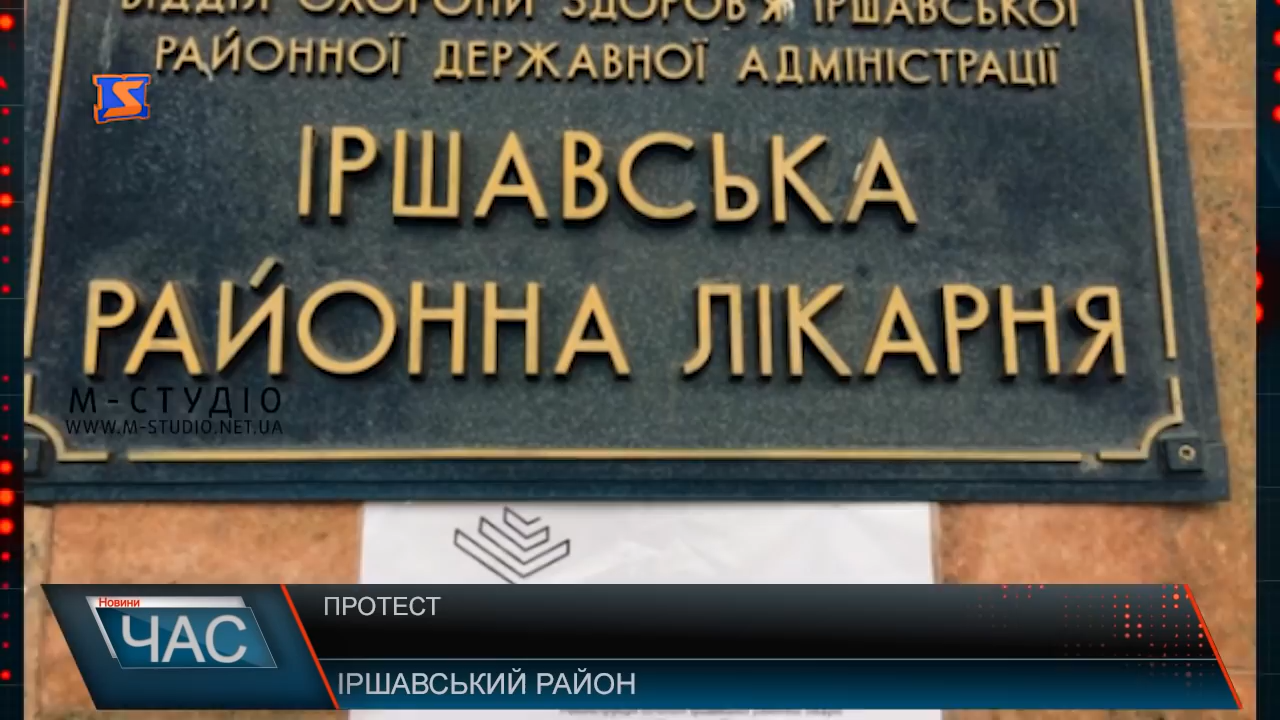 ВІДДІЛ ОХОРОНИ ЗДОРОВ'Я ІРШАВСЬКОЇ
РАЙОННОЇ ДЕРЖАВНОЇ АДМІНІСТРАЦІЇ
ІРШАВСЬКА
РАЙОННА ЛІКАРНЯ
М-СТУДІО
WWW.M-STUDIO.NET.UA
Новини
ЧАС
ПРОТЕСТ
ІРШАВСЬКИЙ РАЙОН